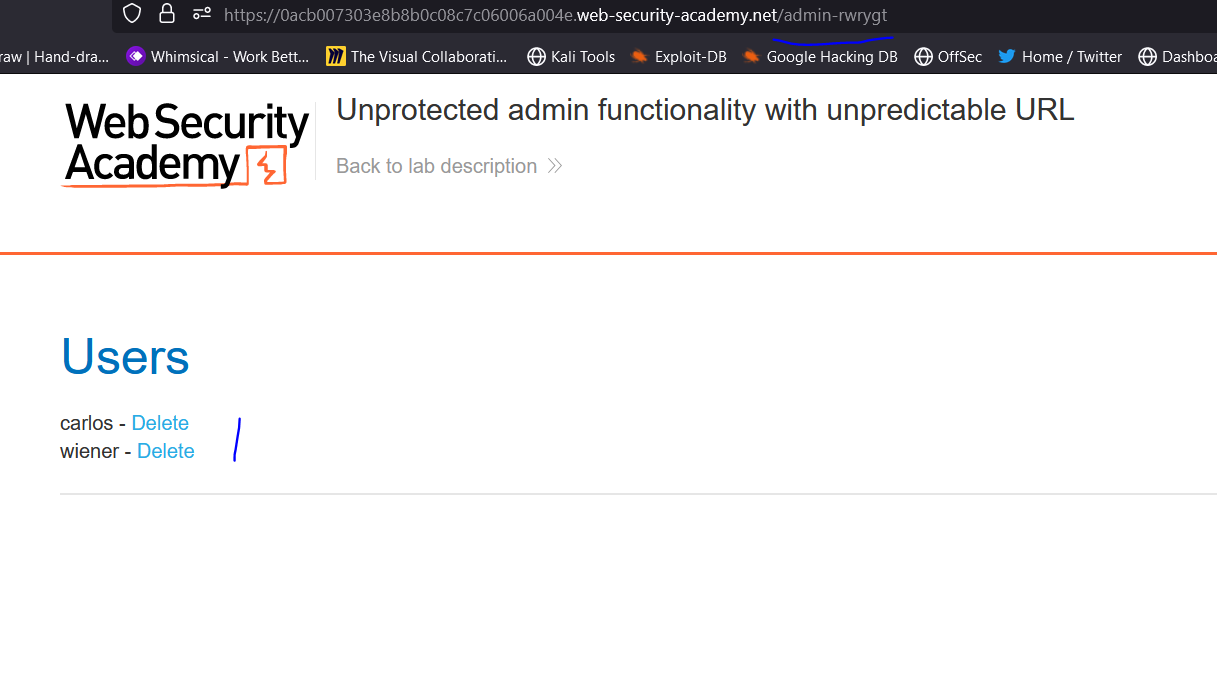 https://0acb007303e8b8b0c08c7c06006a004e.web-security-academy.net/admin-rwrygt
raw | Hand-dra... Whimsical - Work Bett... The Visual Collaborati... Kali Tools Exploit-DB Google Hacking DB OffSec Home / Twitter Dashboa
Web Security
Academy
Unprotected admin functionality with unpredictable URL
Back to lab description
Users
carlos - Delete
wiener - Delete